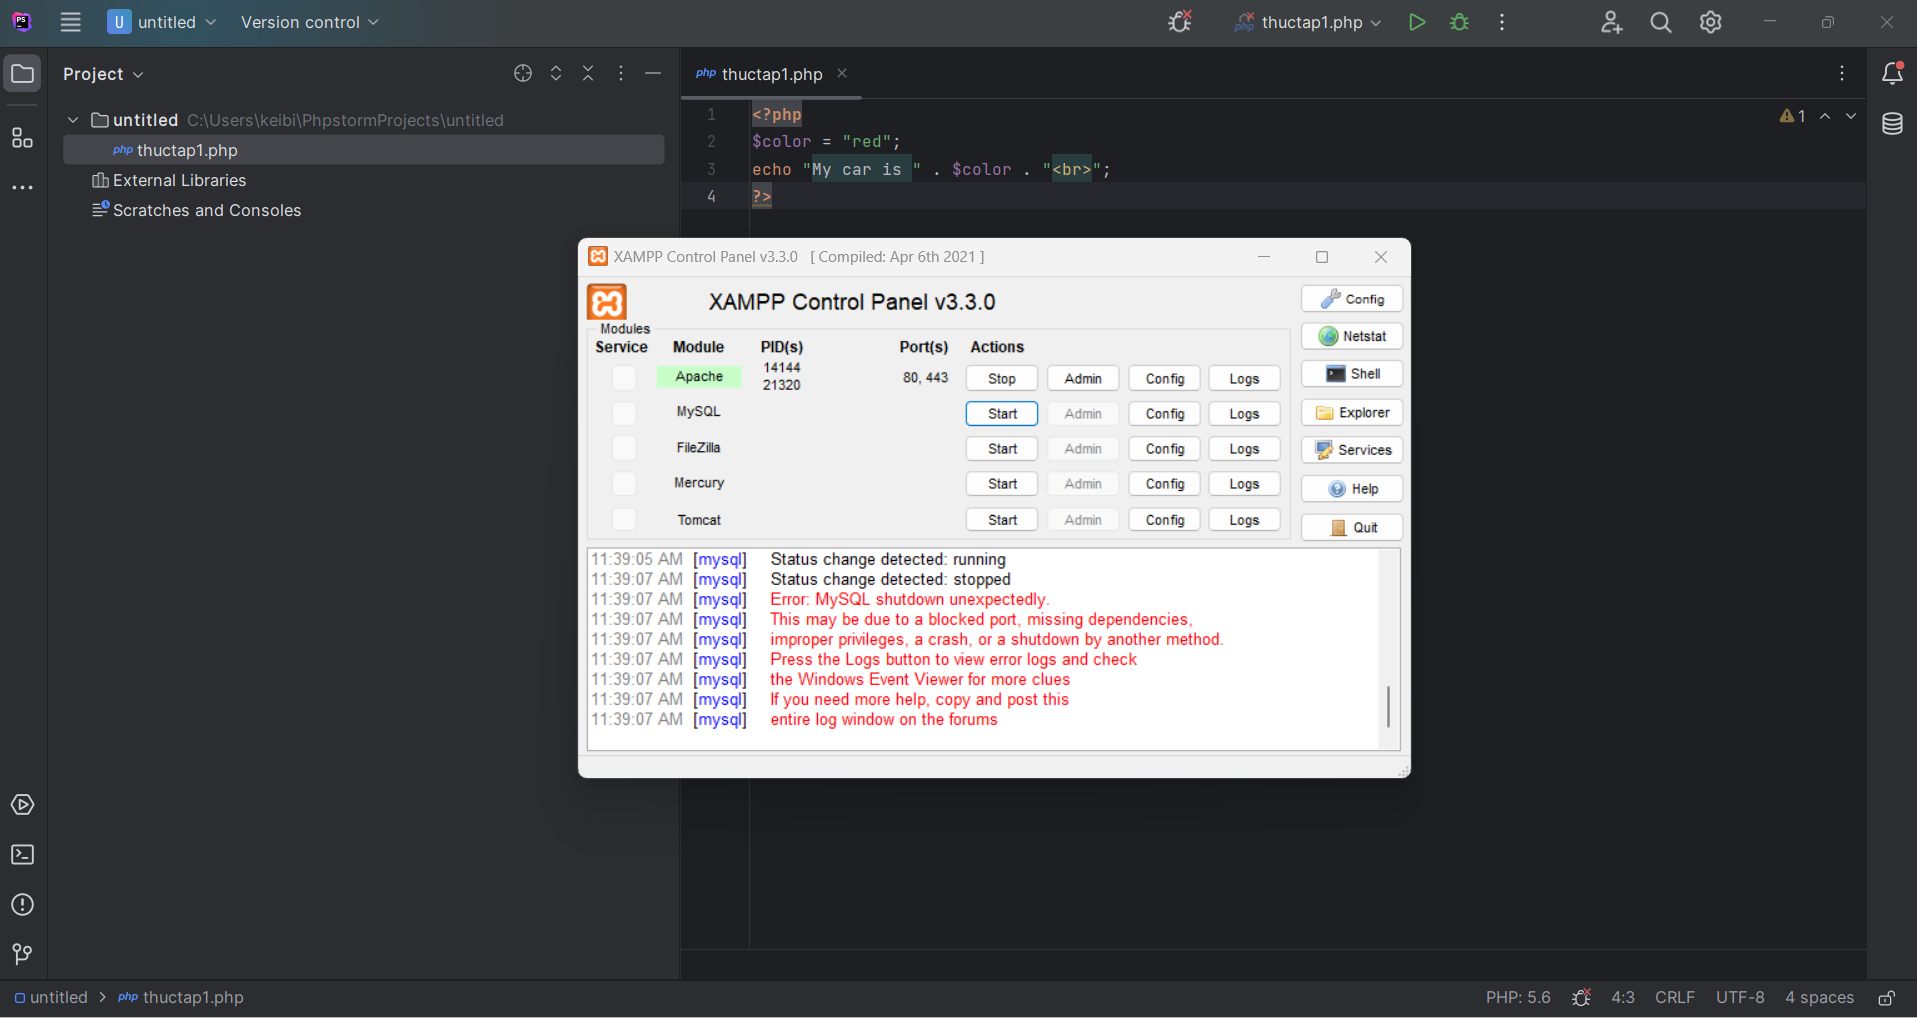 PS
U untitled Version control thuctap1.php
Project
php thuctap1.php
untitled C:\Users\keibi\PhpstormProjects\untitled
php thuctap1.php
External Libraries
Scratches and Consoles
1 <?php
2 $color = "red";
3 echo "My car is " . $color . "<br>";
4 ?>
1
XAMPP Control Panel v3.3.0 [ Compiled: Apr 6th 2021 ]
XAMPP Control Panel v3.3.0
Config
Modules
Service Module PID(s) Port(s) Actions
Netstat
Apache 14144 21320 80, 443 Stop Admin Config Logs
Shell
MySQL Start Admin Config Logs
Explorer
FileZilla Start Admin Config Logs
Services
Mercury Start Admin Config Logs
Help
Tomcat Start Admin Config Logs
Quit
11:39:05 AM [mysql] Status change detected: running
11:39:07 AM [mysql] Status change detected: stopped
11:39:07 AM [mysql] Error: MySQL shutdown unexpectedly.
11:39:07 AM [mysql] This may be due to a blocked port, missing dependencies,
11:39:07 AM [mysql] improper privileges, a crash, or a shutdown by another method.
11:39:07 AM [mysql] Press the Logs button to view error logs and check
11:39:07 AM [mysql] the Windows Event Viewer for more clues
11:39:07 AM [mysql] If you need more help, copy and post this
11:39:07 AM [mysql] entire log window on the forums
untitled > php thuctap1.php
PHP: 5.6 4:3 CRLF UTF-8 4 spaces